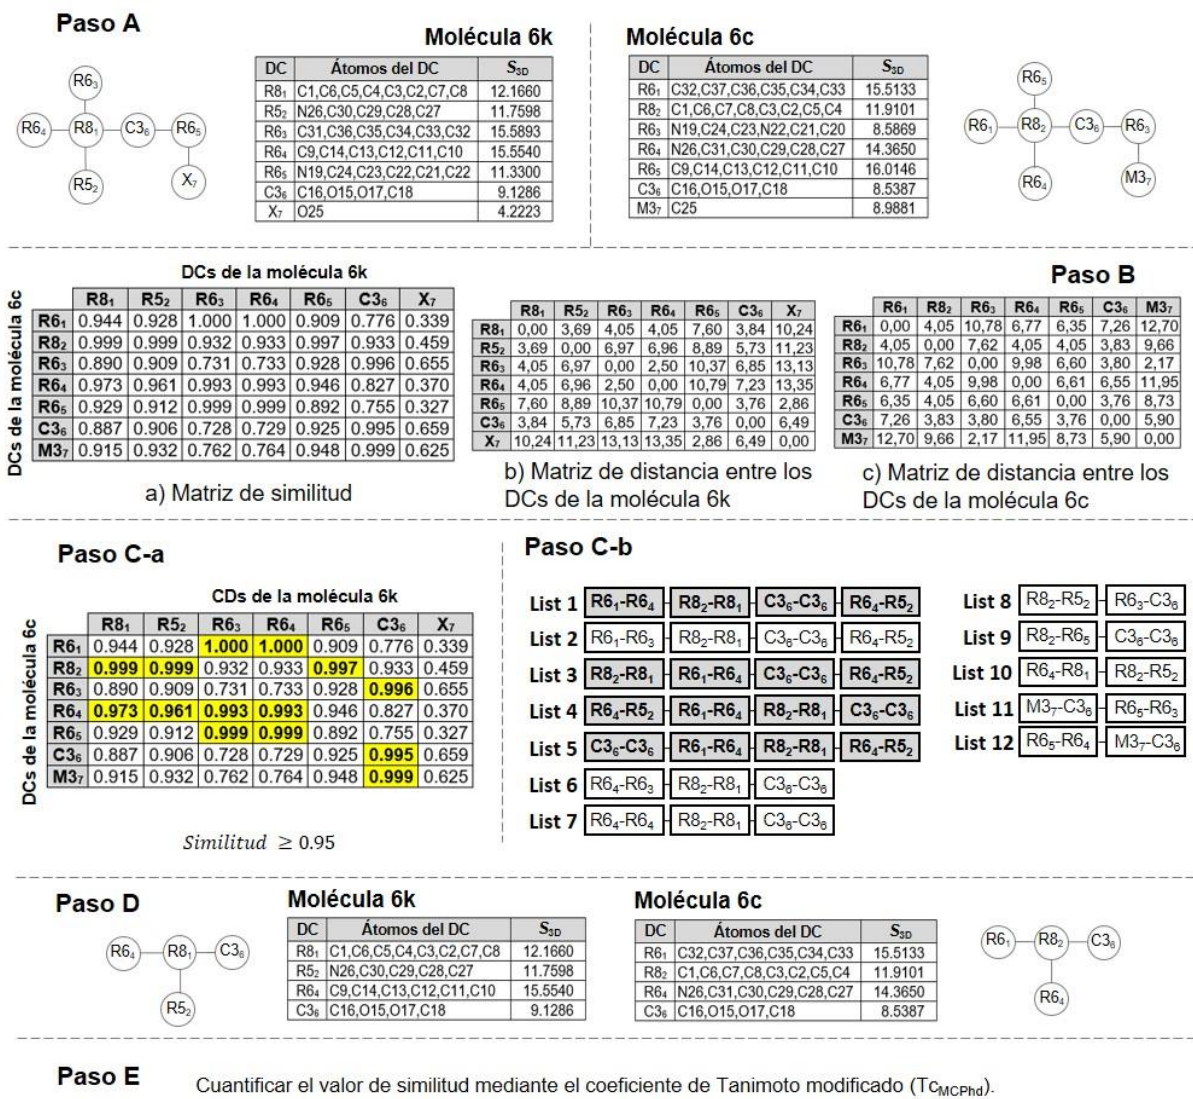 Paso A
Molécula 6k
DC Átomos del DC S3D
R8₁ C1,C6,C5,C4,C3,C2,C7,C8 12.1660
R5₂ N26,C30,C29,C28,C27 11.7598
R6₃ C31,C36,C35,C34,C33,C32 15.5893
R6₄ C9,C14,C13,C12,C11,C10 15.5540
R6₅ N19,C24,C23,C22,C21,C22 11.3300
C3₆ C16,O15,O17,C18 9.1286
X₇ O25 4.2223
R6₃
R6₄ R8₁ C3₆ R6₅
R5₂ X₇
Molécula 6c
DC Átomos del DC S3D
R6₁ C32,C37,C36,C35,C34,C33 15.5133
R8₂ C1,C6,C7,C8,C3,C2,C5,C4 11.9101
R6₃ N19,C24,C23,N22,C21,C20 8.5869
R6₄ N26,C31,C30,C29,C28,C27 14.3650
R6₅ C9,C14,C13,C12,C11,C10 16.0146
C3₆ C16,O15,O17,C18 8.5387
M3₇ C25 8.9881
R6₅
R6₁ R8₂ C3₆ R6₃
R6₄ M3₇
Paso B
DCs de la molécula 6k
DCs de la molécula 6c
R8₁ R5₂ R6₃ R6₄ R6₅ C3₆ X₇
R6₁ 0.944 0.928 1.000 1.000 0.909 0.776 0.339
R8₂ 0.999 0.999 0.932 0.933 0.997 0.933 0.459
R6₃ 0.890 0.909 0.731 0.733 0.928 0.996 0.655
R6₄ 0.973 0.961 0.993 0.993 0.946 0.827 0.370
R6₅ 0.929 0.912 0.999 0.999 0.892 0.755 0.327
C3₆ 0.887 0.906 0.728 0.729 0.925 0.995 0.659
M3₇ 0.915 0.932 0.762 0.764 0.948 0.999 0.625
a) Matriz de similitud
R8₁ R5₂ R6₃ R6₄ R6₅ C3₆ X₇
R8₁ 0,00 3,69 4,05 4,05 7,60 3,84 10,24
R5₂ 3,69 0,00 6,97 6,96 8,89 5,73 11,23
R6₃ 4,05 6,97 0,00 2,50 10,37 6,85 13,13
R6₄ 4,05 6,96 2,50 0,00 10,79 7,23 13,35
R6₅ 7,60 8,89 10,37 10,79 0,00 3,76 2,86
C3₆ 3,84 5,73 6,85 7,23 3,76 0,00 6,49
X₇ 10,24 11,23 13,13 13,35 2,86 6,49 0,00
b) Matriz de distancia entre los
DCs de la molécula 6k
R6₁ R8₂ R6₃ R6₄ R6₅ C3₆ M3₇
R6₁ 0,00 4,05 10,78 6,77 6,35 7,26 12,70
R8₂ 4,05 0,00 7,62 4,05 4,05 3,83 9,66
R6₃ 10,78 7,62 0,00 9,98 6,60 3,80 2,17
R6₄ 6,77 4,05 9,98 0,00 6,61 6,55 11,95
R6₅ 6,35 4,05 6,60 6,61 0,00 3,76 8,73
C3₆ 7,26 3,83 3,80 6,55 3,76 0,00 5,90
M3₇ 12,70 9,66 2,17 11,95 8,73 5,90 0,00
c) Matriz de distancia entre los
DCs de la molécula 6c
Paso C-a
CDs de la molécula 6k
DCs de la molécula 6c
R8₁ R5₂ R6₃ R6₄ R6₅ C3₆ X₇
R6₁ 0.944 0.928 1.000 1.000 0.909 0.776 0.339
R8₂ 0.999 0.999 0.932 0.933 0.997 0.933 0.459
R6₃ 0.890 0.909 0.731 0.733 0.928 0.996 0.655
R6₄ 0.973 0.961 0.993 0.993 0.946 0.827 0.370
R6₅ 0.929 0.912 0.999 0.999 0.892 0.755 0.327
C3₆ 0.887 0.906 0.728 0.729 0.925 0.995 0.659
M3₇ 0.915 0.932 0.762 0.764 0.948 0.999 0.625
Similitud ≥ 0.95
Paso C-b
List 1 R6₁-R6₄ R8₂-R8₁ C3₆-C3₆ R6₄-R5₂
List 2 R6₁-R6₃ R8₂-R8₁ C3₆-C3₆ R6₄-R5₂
List 3 R8₂-R8₁ R6₁-R6₄ C3₆-C3₆ R6₄-R5₂
List 4 R6₄-R5₂ R6₁-R6₄ R8₂-R8₁ C3₆-C3₆
List 5 C3₆-C3₆ R6₁-R6₄ R8₂-R8₁ R6₄-R5₂
List 6 R6₄-R6₃ R8₂-R8₁ C3₆-C3₆
List 7 R6₄-R6₄ R8₂-R8₁ C3₆-C3₆
List 8 R8₂-R5₂ R6₃-C3₆
List 9 R8₂-R6₅ C3₆-C3₆
List 10 R6₄-R8₁ R8₂-R5₂
List 11 M3₇-C3₆ R6₅-R6₃
List 12 R6₅-R6₄ M3₇-C3₆
Paso D
R6₄ R8₁ C3₆
R5₂
Molécula 6k
DC Átomos del DC S3D
R8₁ C1,C6,C5,C4,C3,C2,C7,C8 12.1660
R5₂ N26,C30,C29,C28,C27 11.7598
R6₄ C9,C14,C13,C12,C11,C10 15.5540
C3₆ C16,O15,O17,C18 9.1286
Molécula 6c
DC Átomos del DC S3D
R6₁ C32,C37,C36,C35,C34,C33 15.5133
R8₂ C1,C6,C7,C8,C3,C2,C5,C4 11.9101
R6₄ N26,C31,C30,C29,C28,C27 14.3650
C3₆ C16,O15,O17,C18 8.5387
R6₁ R8₂ C3₆
R6₄
Paso E
Cuantificar el valor de similitud mediante el coeficiente de Tanimoto modificado (TcMCPhd).